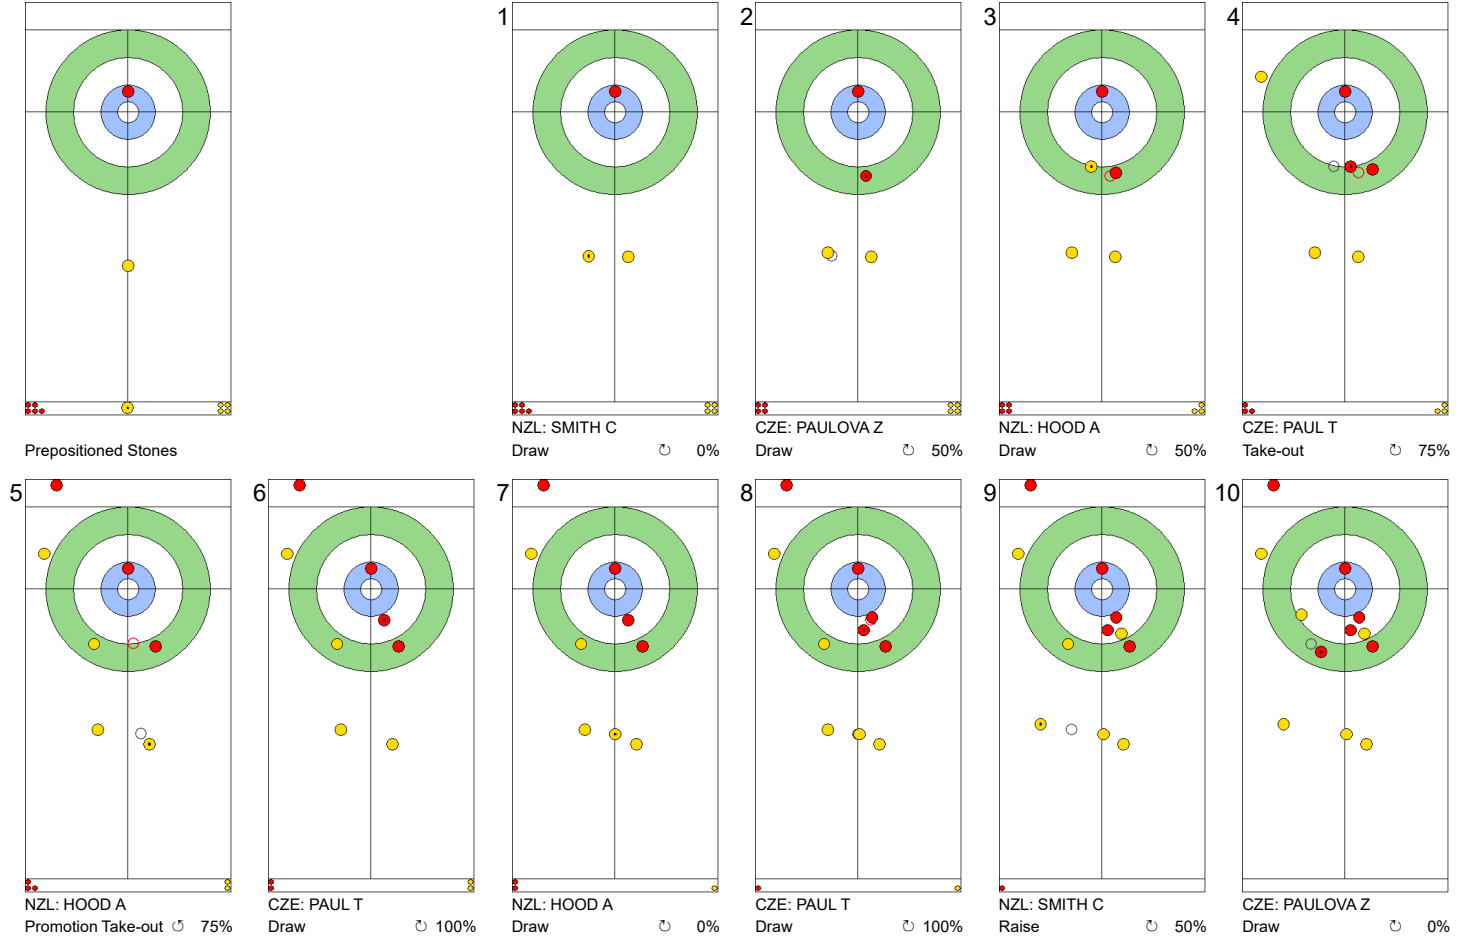 Prepositioned Stones
1
NZL: SMITH C
Draw ↻ 0%
2
CZE: PAULOVA Z
Draw ↻ 50%
3
NZL: HOOD A
Draw ↻ 50%
4
CZE: PAUL T
Take-out ↻ 75%
5
NZL: HOOD A
Promotion Take-out ↺ 75%
6
CZE: PAUL T
Draw ↻ 100%
7
NZL: HOOD A
Draw ↻ 0%
8
CZE: PAUL T
Draw ↻ 100%
9
NZL: SMITH C
Raise ↻ 50%
10
CZE: PAULOVA Z
Draw ↻ 0%